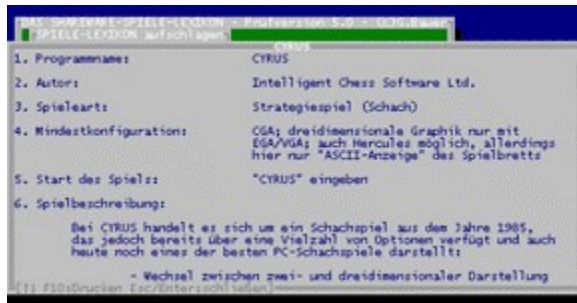 DAS SHAREWARE-SPIELE-LEXIKON - Prüfversion 5.0 - (c)G.Bauer
SPIELE-LEXIKON aufschlagen
CYRUS
1. Programmname: CYRUS
2. Autor: Intelligent Chess Software Ltd.
3. Spieleart: Strategiespiel (Schach)
4. Mindestkonfiguration: CGA; dreidimensionale Graphik nur mit
EGA/VGA; auch Hercules möglich, allerdings
hier nur "ASCII-Anzeige" des Spielbretts
5. Start des Spiels: "CYRUS" eingeben
6. Spielbeschreibung:
Bei CYRUS handelt es sich um ein Schachspiel aus dem Jahre 1985,
das jedoch bereits über eine Vielzahl von Optionen verfügt und auch
heute noch eines der besten PC-Schachspiele darstellt:
- Wechsel zwischen zwei- und dreidimensionaler Darstellung
F10:Drucken Esc/Enter:schließen